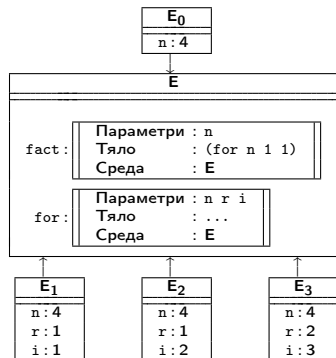 E0
n : 4
E
fact :
Параметри : n
Тяло : (for n 1 1)
Среда : E
for :
Параметри : n r i
Тяло : ...
Среда : E
E1
n : 4
r : 1
i : 1
E2
n : 4
r : 1
i : 2
E3
n : 4
r : 2
i : 3